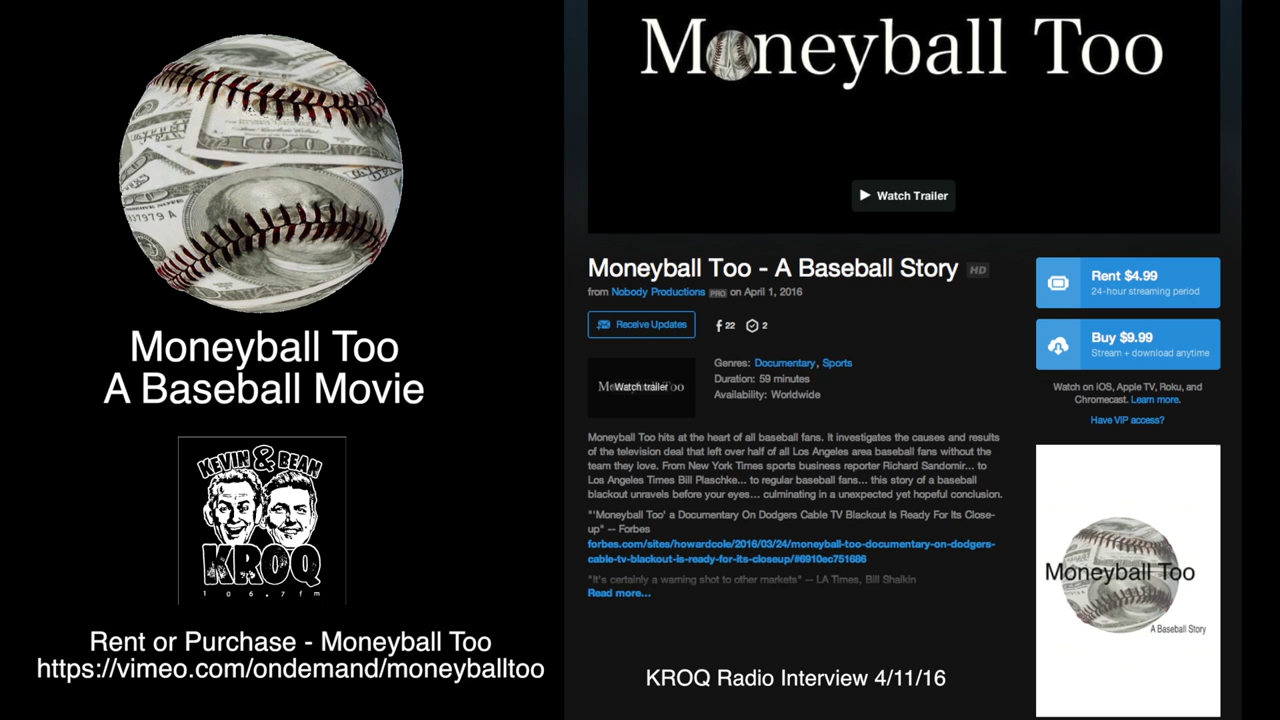 Moneyball Too
A Baseball Movie
KEVIN & BEAN
KROQ
106.7fm
Rent or Purchase - Moneyball Too
https://vimeo.com/ondemand/moneyballtoo
Moneyball Too
Watch Trailer
Moneyball Too - A Baseball Story HD
from Nobody Productions PRO on April 1, 2016
Receive Updates
22
2
Watch trailer
Genres: Documentary, Sports
Duration: 59 minutes
Availability: Worldwide
Moneyball Too hits at the heart of all baseball fans. It investigates the causes and results
of the television deal that left over half of all Los Angeles area baseball fans without the
team they love. From New York Times sports business reporter Richard Sandomir... to
Los Angeles Times Bill Plaschke... to regular baseball fans... this story of a baseball
blackout unravels before your eyes... culminating in a unexpected yet hopeful conclusion.
"'Moneyball Too' a Documentary On Dodgers Cable TV Blackout Is Ready For Its Close-
up" -- Forbes
forbes.com/sites/howardcole/2016/03/24/moneyball-too-documentary-on-dodgers-
cable-tv-blackout-is-ready-for-its-closeup/#6910ec751686
"It's certainly a warning shot to other markets" -- LA Times, Bill Shaikin
Read more...
Rent $4.99
24-hour streaming period
Buy $9.99
Stream + download anytime
Watch on iOS, Apple TV, Roku, and
Chromecast. Learn more.
Have VIP access?
Moneyball Too
A Baseball Story
KROQ Radio Interview 4/11/16